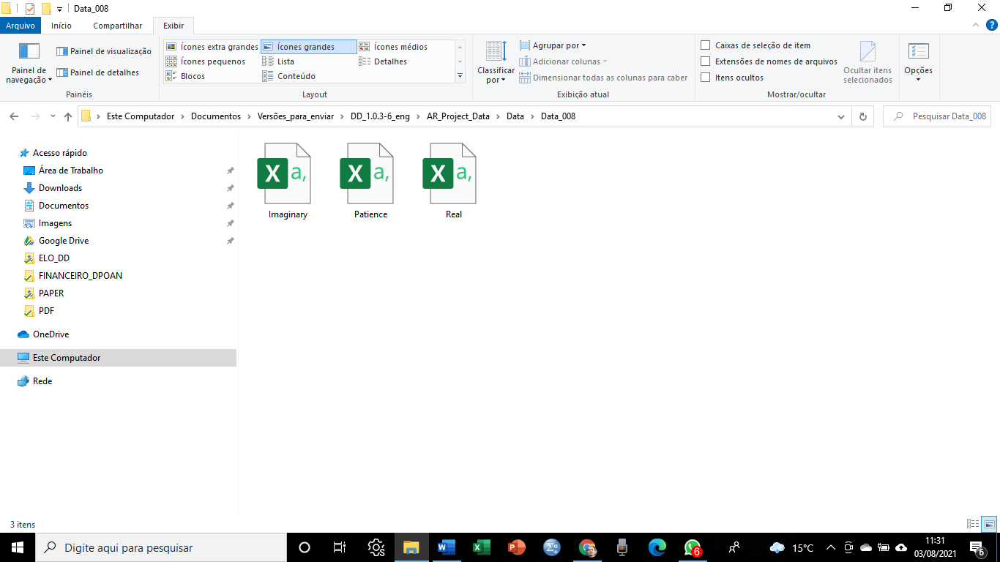 Data_008
Arquivo Início Compartilhar Exibir
Painel de navegação
Painel de visualização
Painel de detalhes
Painéis
Ícones extra grandes Ícones grandes Ícones médios
Ícones pequenos Lista Detalhes
Blocos Conteúdo
Layout
Classificar por
Agrupar por
Adicionar colunas
Dimensionar todas as colunas para caber
Exibição atual
Caixas de seleção de item
Extensões de nomes de arquivos
Itens ocultos
Ocultar itens selecionados
Mostrar/ocultar
Opções
Este Computador Documentos Versões_para_enviar DD_1.0.3-6_eng AR_Project_Data Data Data_008
Pesquisar Data_008
Acesso rápido
Área de Trabalho
Downloads
Documentos
Imagens
Google Drive
ELO_DD
FINANCEIRO_DPOAN
PAPER
PDF
OneDrive
Este Computador
Rede
X a, X a, X a,
Imaginary Patience Real
3 itens
Digite aqui para pesquisar
6
15°C
11:31
03/08/2021
6